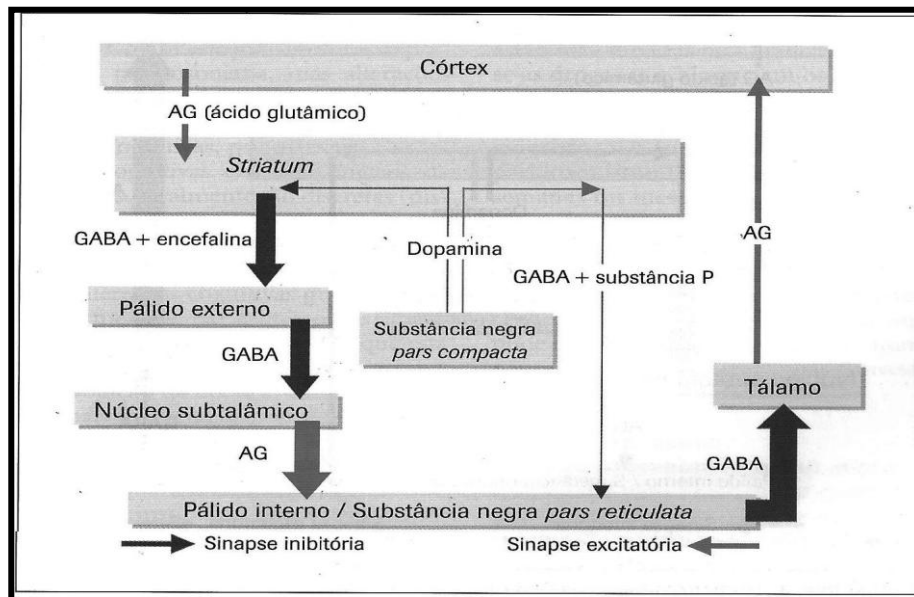 Córtex
AG (ácido glutâmico)
Striatum
GABA + encefalina
Dopamina
AG
GABA + substância P
Pálido externo
Substância negra
pars compacta
GABA
Tálamo
Núcleo subtalâmico
AG
GABA
Pálido interno / Substância negra pars reticulata
Sinapse inibitória
Sinapse excitatória